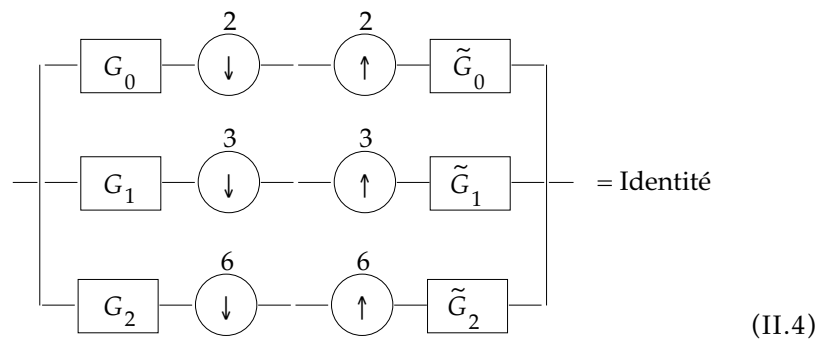 2 2
G0 ↓ ↑ G̃0
3 3
G1 ↓ ↑ G̃1 = Identité
6 6
G2 ↓ ↑ G̃2
(II.4)